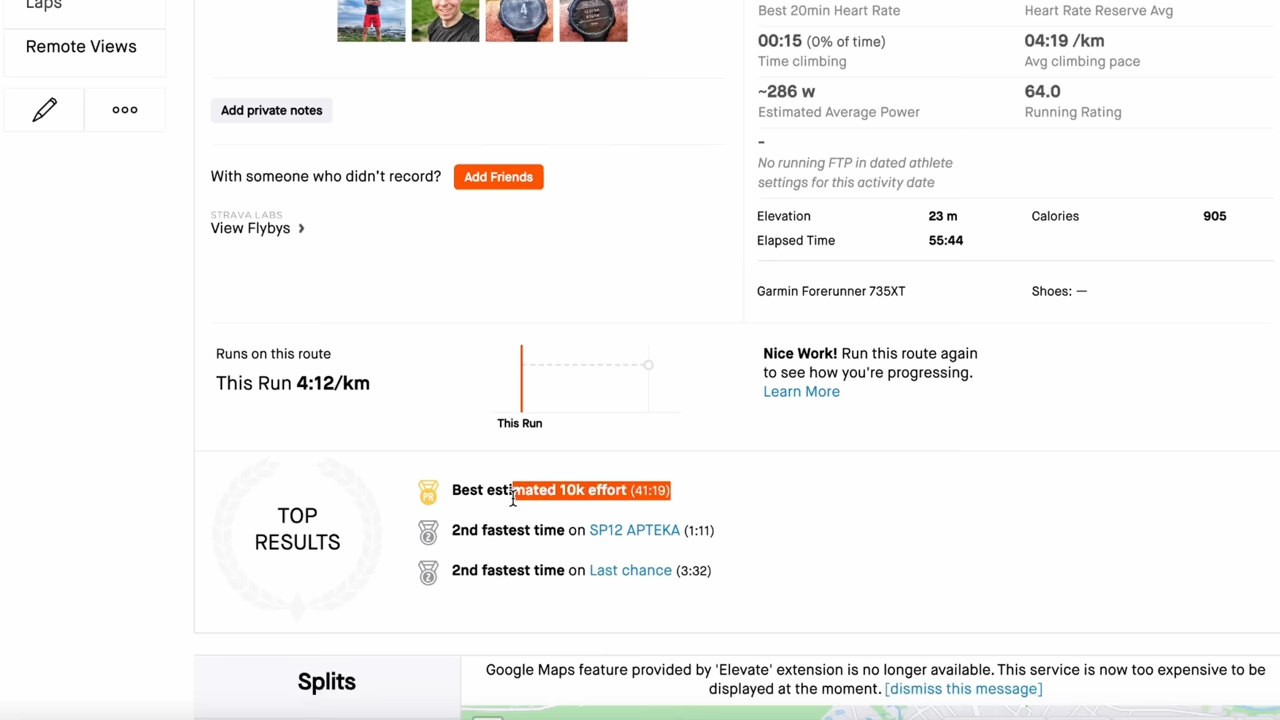 Laps
Remote Views
Add private notes
With someone who didn't record? Add Friends
STRAVA LABS
View Flybys ›
Best 20min Heart Rate
Heart Rate Reserve Avg
00:15 (0% of time)
Time climbing
04:19 /km
Avg climbing pace
~286 w
Estimated Average Power
64.0
Running Rating
-
No running FTP in dated athlete
settings for this activity date
Elevation 23 m Calories 905
Elapsed Time 55:44
Garmin Forerunner 735XT Shoes: —
Runs on this route
This Run 4:12/km
This Run
Nice Work! Run this route again
to see how you're progressing.
Learn More
TOP
RESULTS
PR Best estimated 10k effort (41:19)
2 2nd fastest time on SP12 APTEKA (1:11)
2 2nd fastest time on Last chance (3:32)
Splits
Google Maps feature provided by 'Elevate' extension is no longer available. This service is now too expensive to be
displayed at the moment. [dismiss this message]